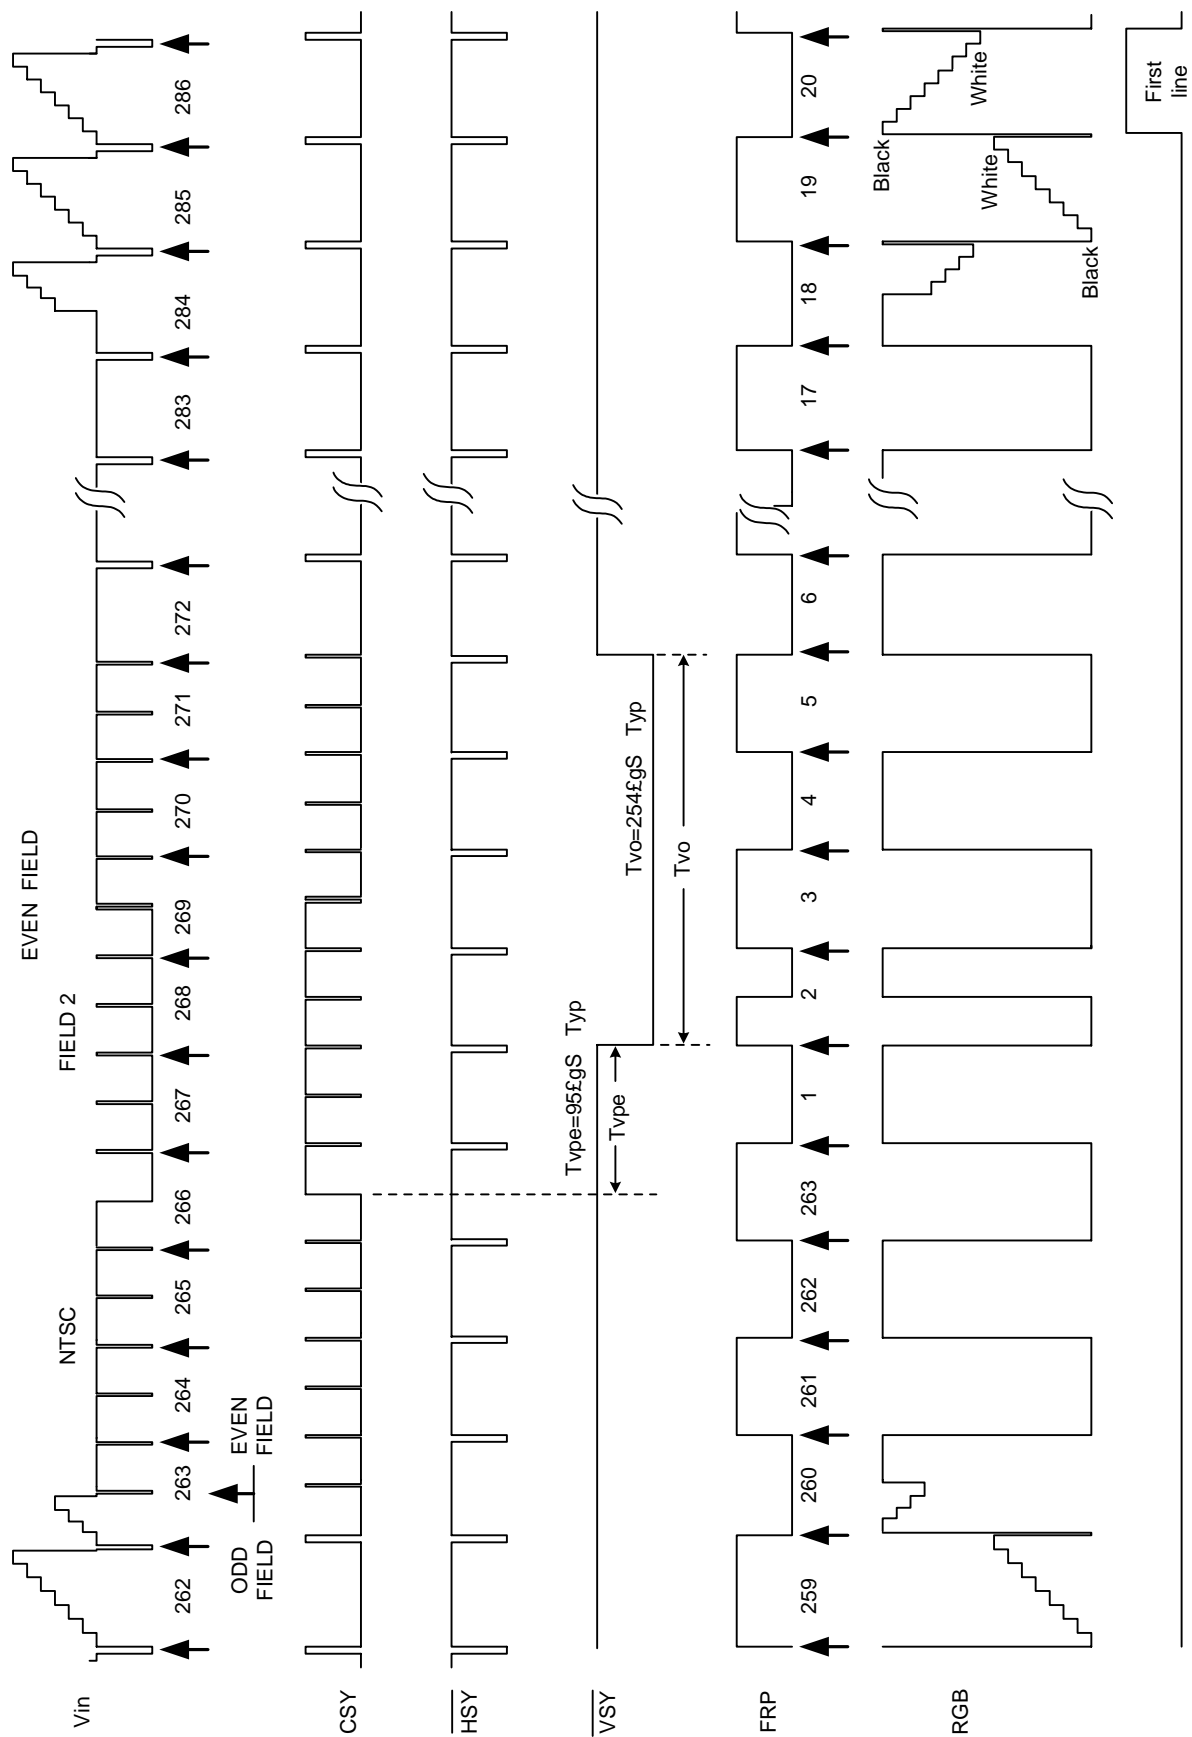 EVEN FIELD
NTSC
FIELD 2
Vin
262
263
264
265
266
267
268
269
270
271
272
283
284
285
286
ODD
FIELD
EVEN
FIELD
CSY
HSY
VSY
Tvpe=95£gS Typ
Tvpe
Tvo=254£gS Typ
Tvo
FRP
259
260
261
262
263
1
2
3
4
5
6
17
18
19
20
RGB
Black
White
Black
White
First
line